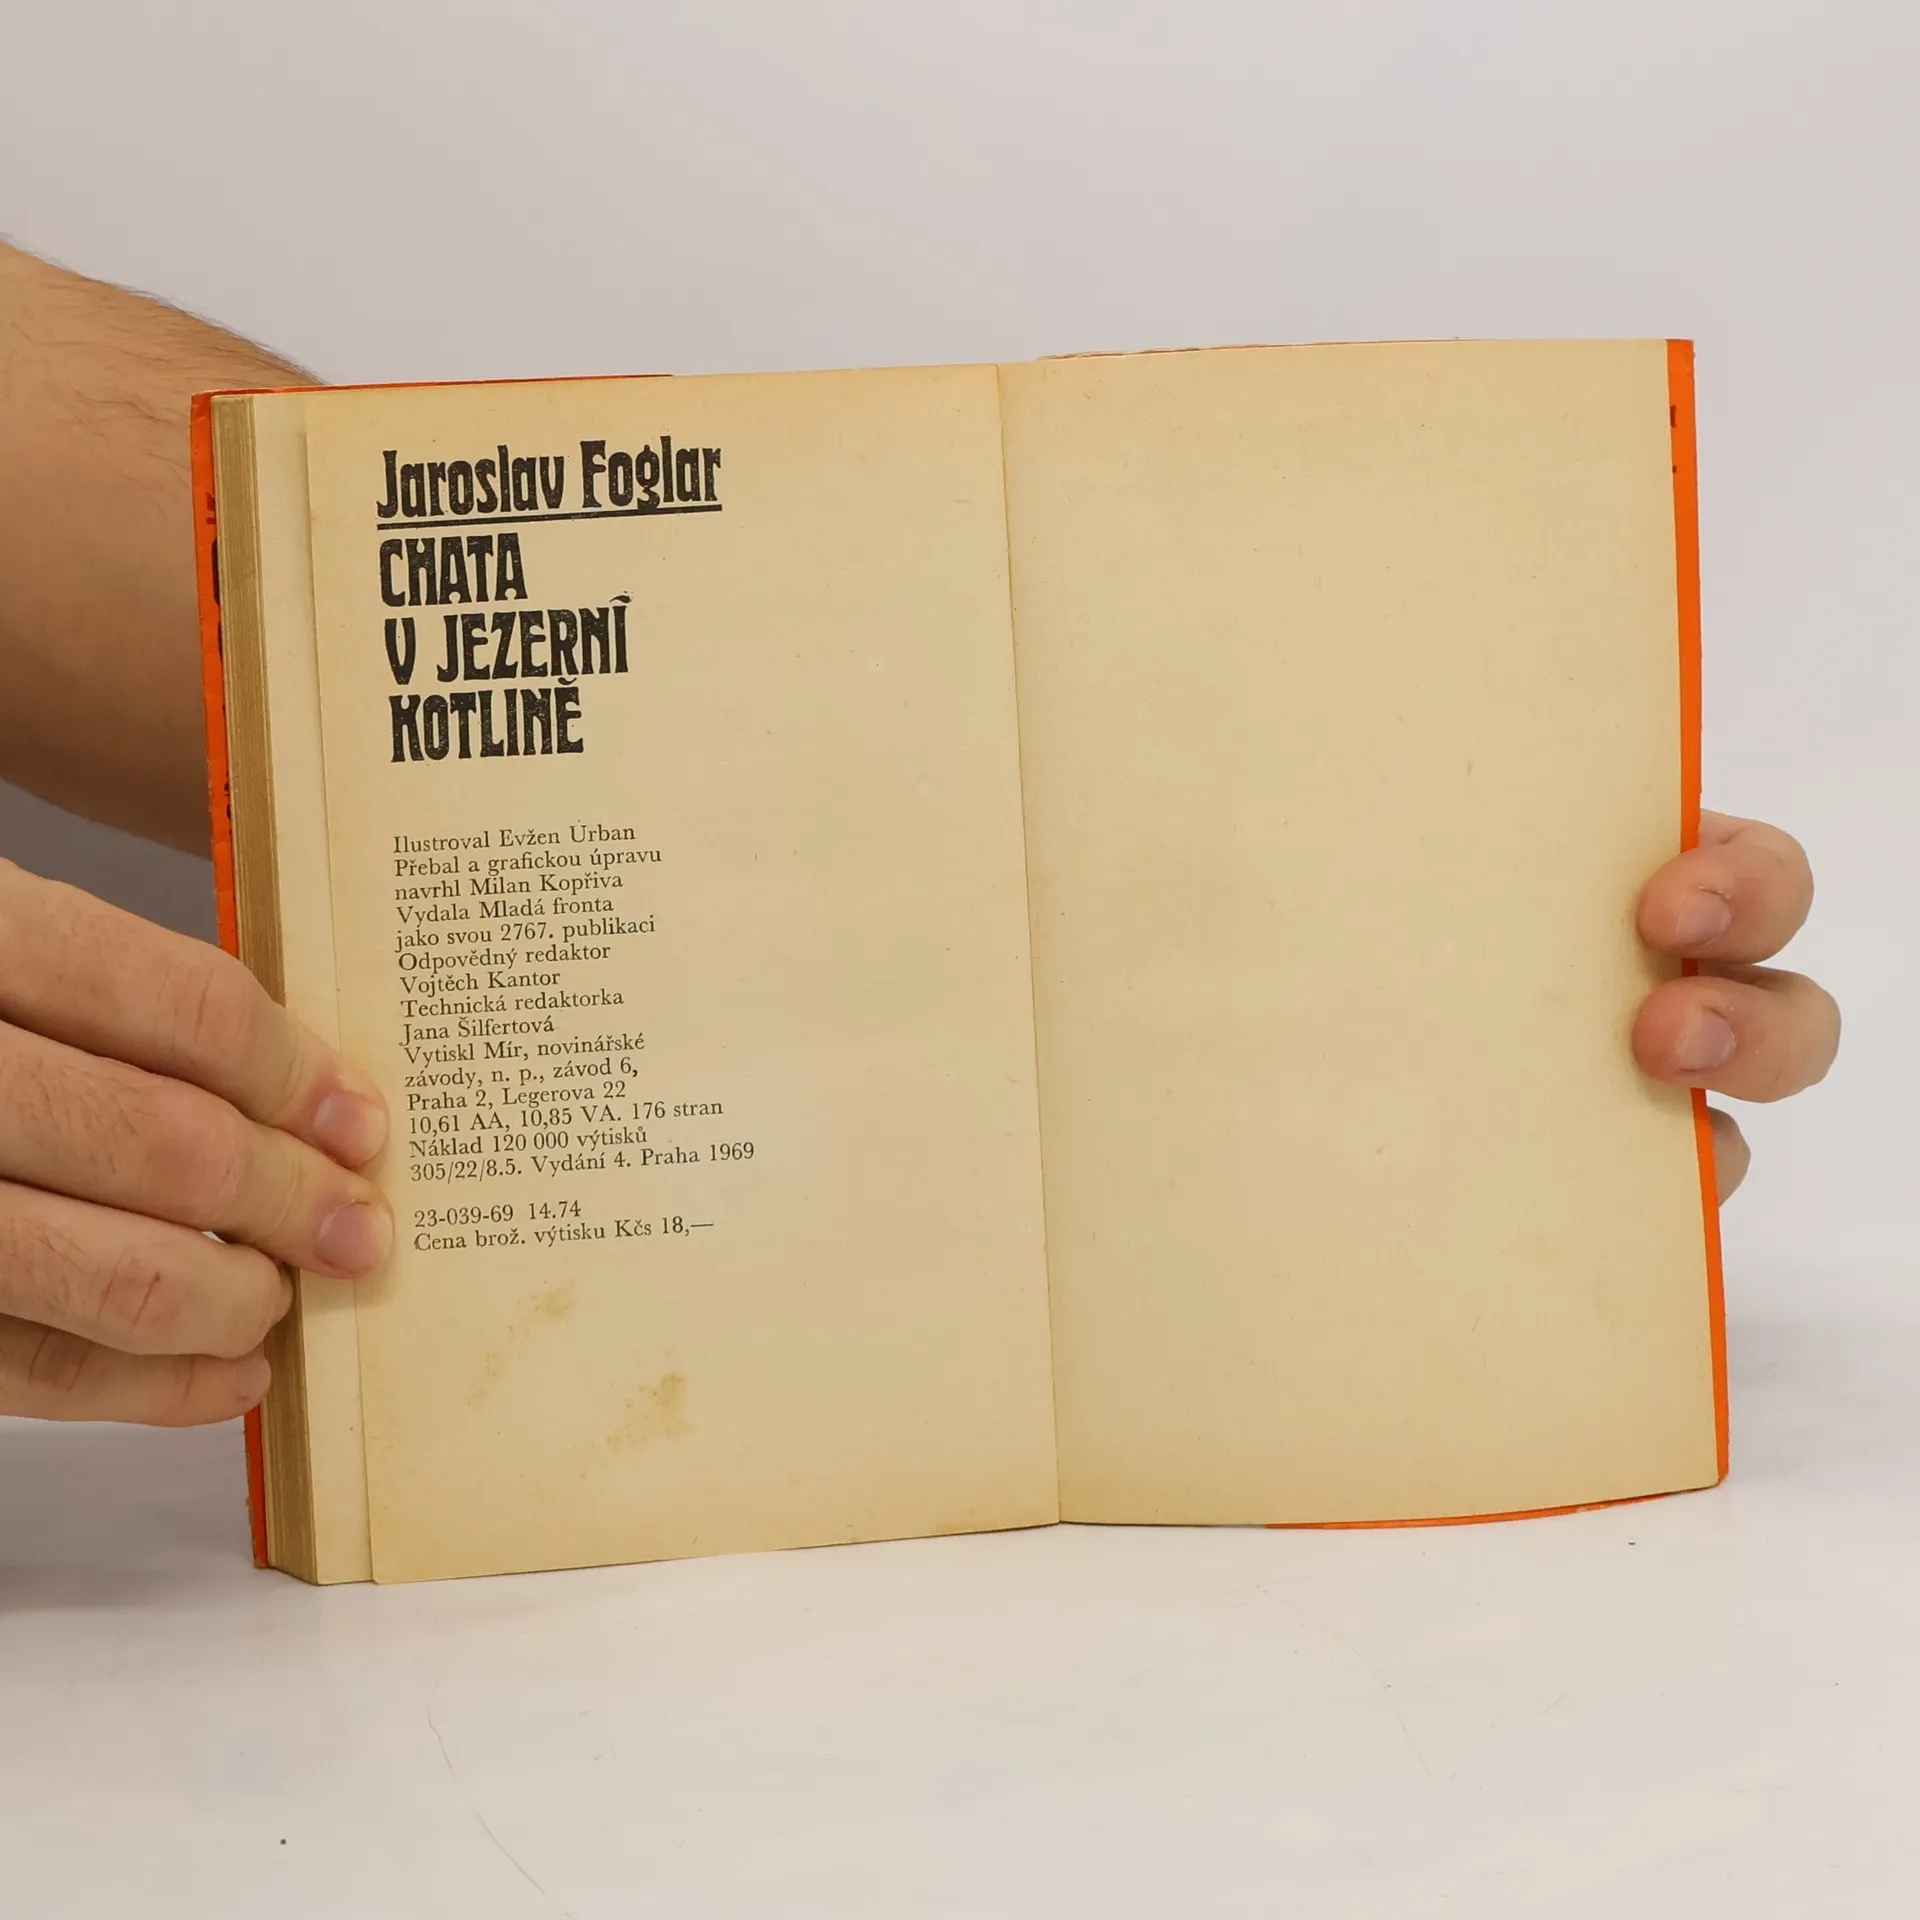 Jaroslav Foglar
CHATA
V JEZERNÍ
KOTLINĚ
Ilustroval Evžen Urban
Přebal a grafickou úpravu
navrhl Milan Kopřiva
Vydala Mladá fronta
jako svou 2767. publikaci
Odpovědný redaktor
Vojtěch Kantor
Technická redaktorka
Jana Šilfertová
Vytiskl Mír, novinářské
závody, n. p., závod 6,
Praha 2, Legerova 22
10,61 AA, 10,85 VA. 176 stran
Náklad 120 000 výtisků
305/22/8.5. Vydání 4. Praha 1969
23-039-69 14.74
Cena brož. výtisku Kčs 18,—